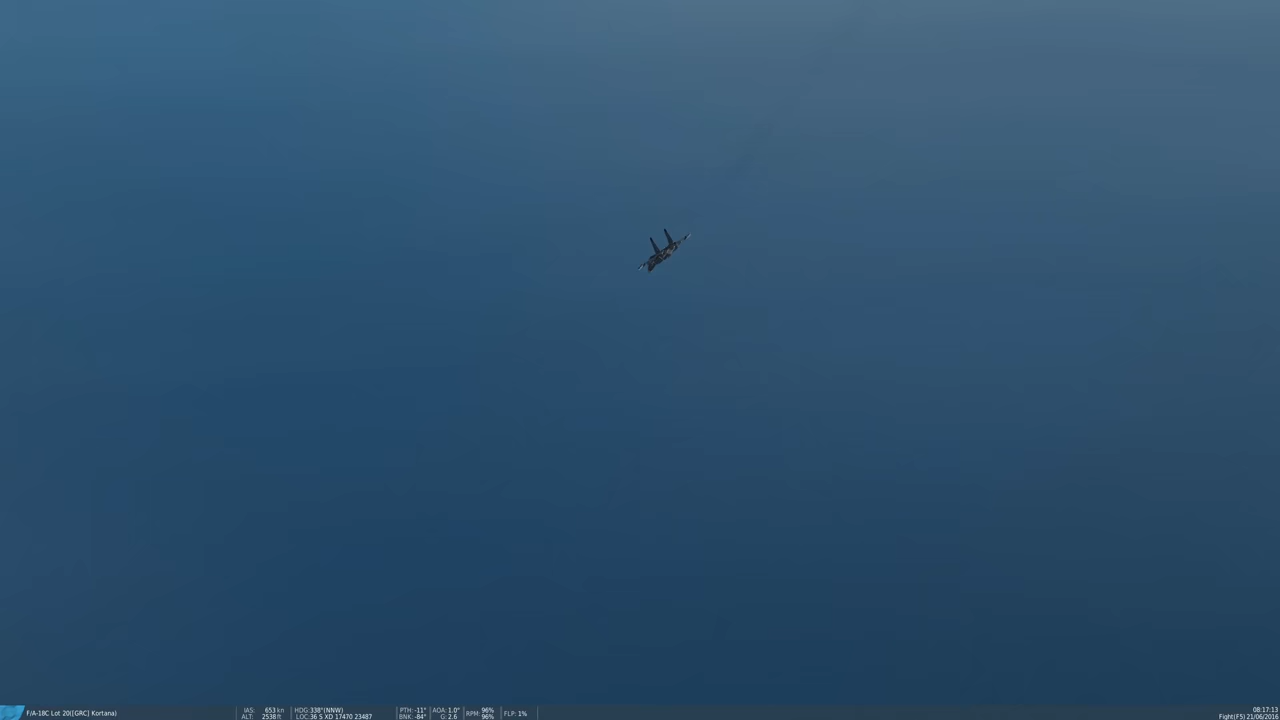 F/A-18C Lot 20([GRC] Kortana)
IAS: 653 kn
ALT: 2538 ft
HDG: 338°(NNW)
LOC: 36 S XD 17470 23487
PTH: -11°
BNK: -84°
AOA: 1.0°
G: 2.6
RPM: 96%
96%
FLP: 1%
08:17:13
Fight(F5) 21/06/2016